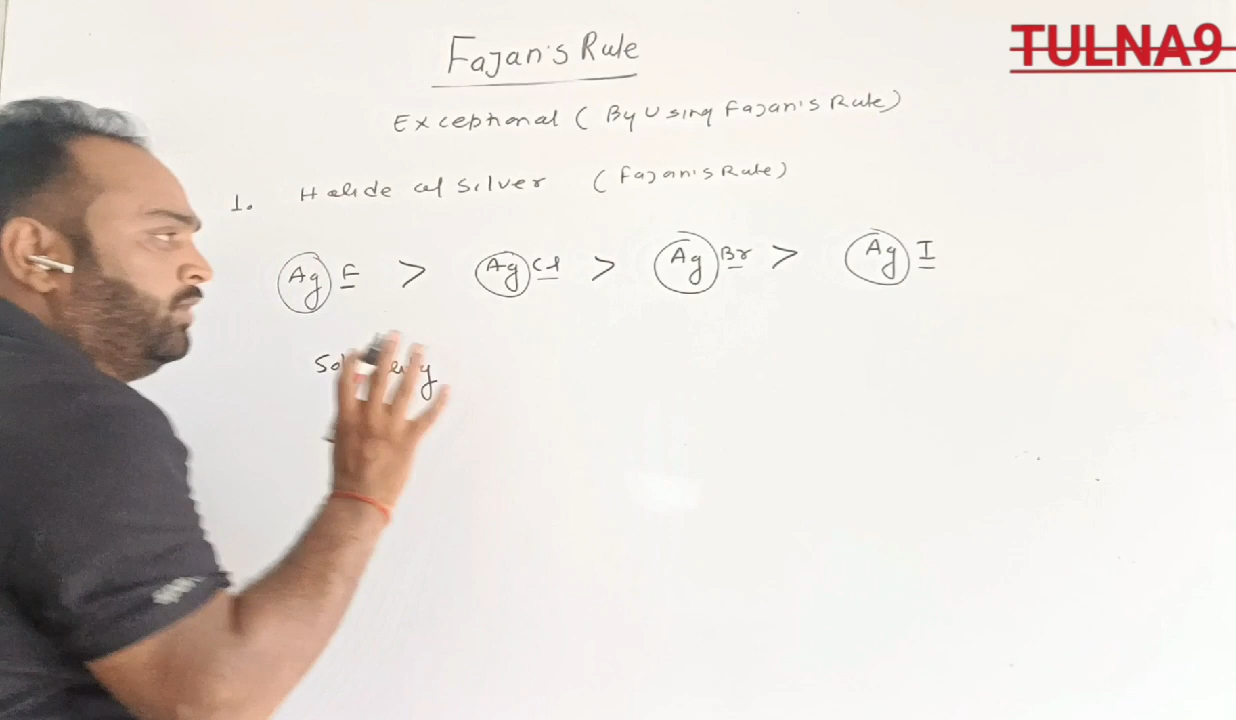 TULNA9
Fajan's Rule
Exceptional (By Using Fajan's Rule)
1. Halide of Silver (Fajan's Rule)
AgF > AgCl > AgBr > AgI